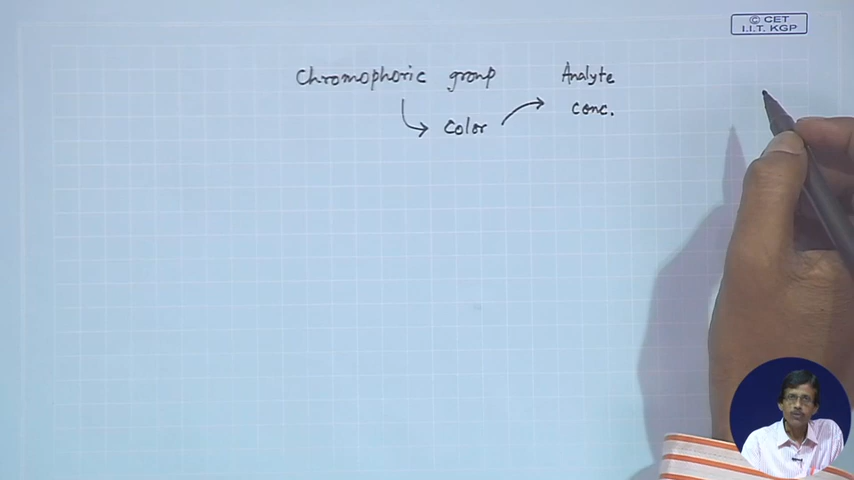 © CET
I.I.T. KGP
Chromophoric group
Analyte
conc.
Color